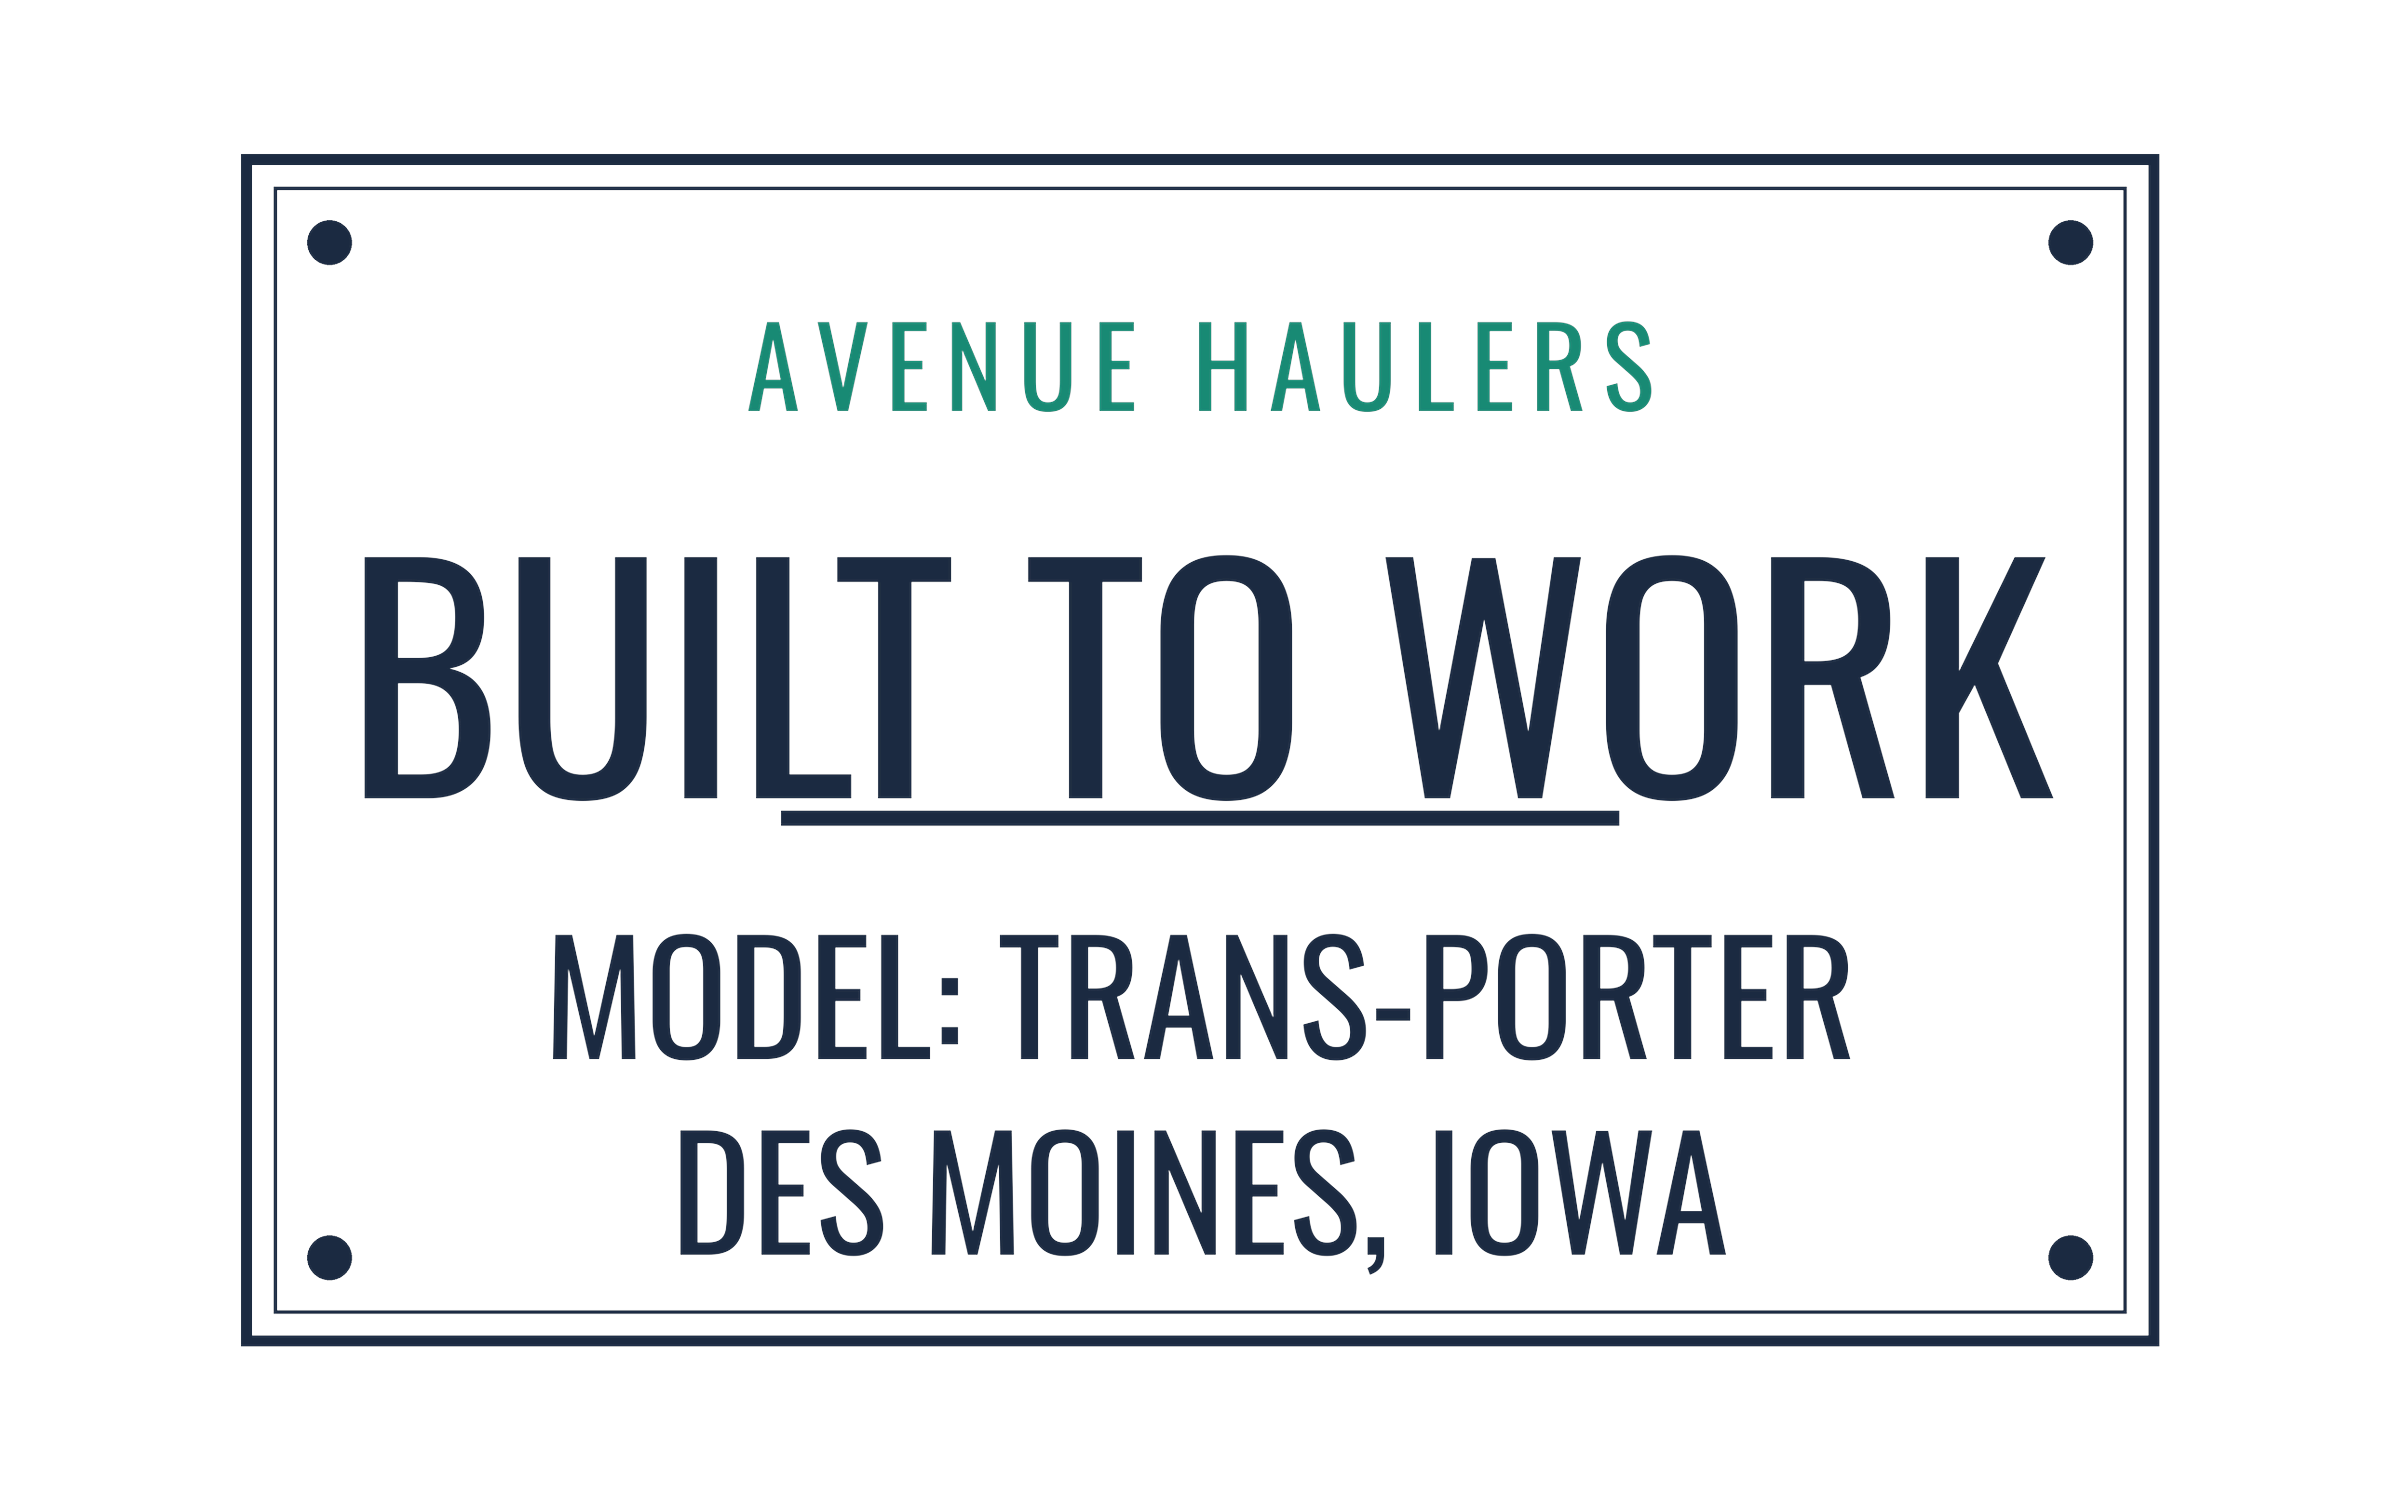 AVENUE HAULERS
BUILT TO WORK
MODEL: TRANS-PORTER
DES MOINES, IOWA